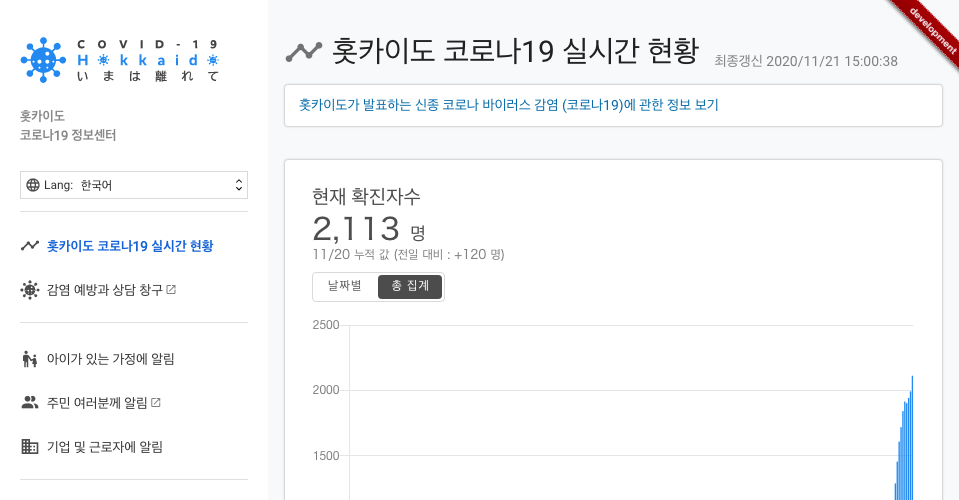 COVID-19
Hokkaido
いまは離れて
홋카이도
코로나19 정보센터
Lang: 한국어
홋카이도 코로나19 실시간 현황
감염 예방과 상담 창구
아이가 있는 가정에 알림
주민 여러분께 알림
기업 및 근로자에 알림
홋카이도 코로나19 실시간 현황
최종갱신 2020/11/21 15:00:38
development
홋카이도가 발표하는 신종 코로나 바이러스 감염 (코로나19)에 관한 정보 보기
현재 확진자수
2,113 명
11/20 누적 값 (전일 대비 : +120 명)
날짜별 총 집계
2500
2000
1500